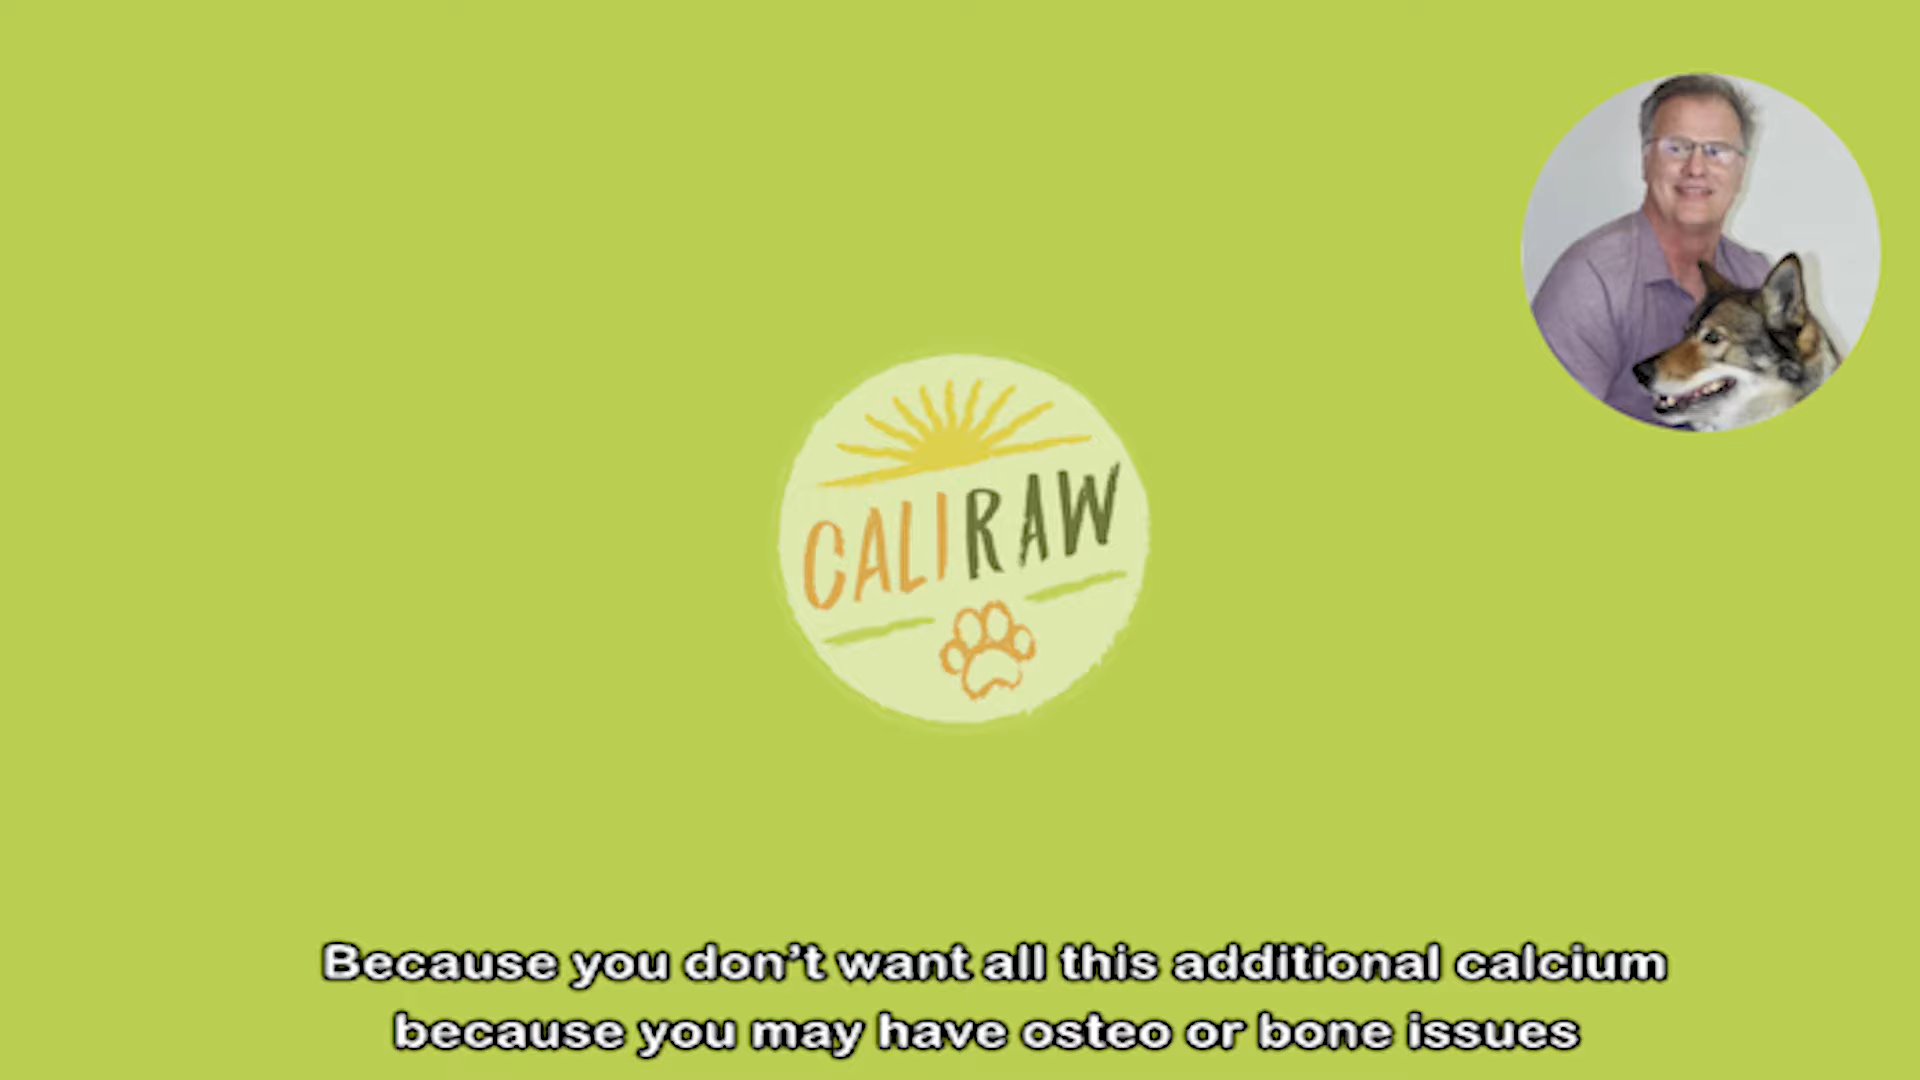 CALIRAW
Because you don't want all this additional calcium
because you may have osteo or bone issues